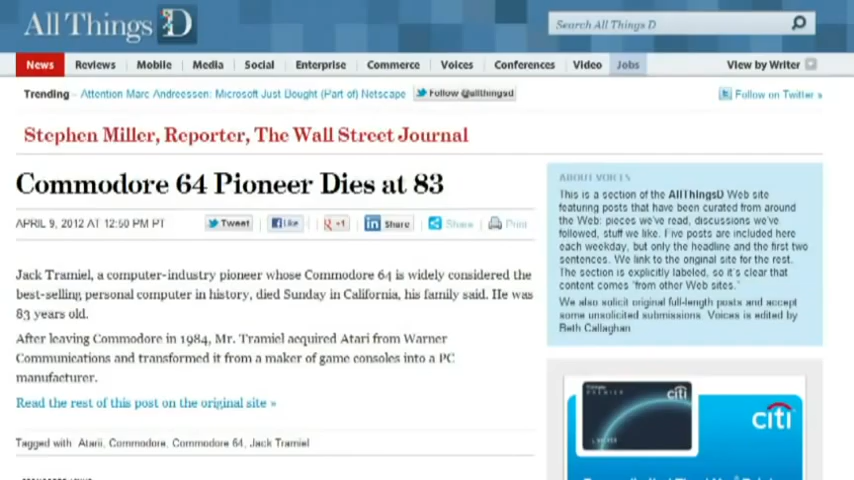 All Things D
Search All Things D
News Reviews Mobile Media Social Enterprise Commerce Voices Conferences Video Jobs View by Writer
Trending – Attention Marc Andreessen: Microsoft Just Bought (Part of) Netscape Follow @allthingsd Follow on Twitter »
Stephen Miller, Reporter, The Wall Street Journal
Commodore 64 Pioneer Dies at 83
APRIL 9, 2012 AT 12:50 PM PT
Tweet Like +1 Share Share Print
Jack Tramiel, a computer-industry pioneer whose Commodore 64 is widely considered the
best-selling personal computer in history, died Sunday in California, his family said. He was
83 years old.
After leaving Commodore in 1984, Mr. Tramiel acquired Atari from Warner
Communications and transformed it from a maker of game consoles into a PC
manufacturer.
Read the rest of this post on the original site »
Tagged with Atarii, Commodore, Commodore 64, Jack Tramiel
ABOUT VOICES
This is a section of the AllThingsD Web site
featuring posts that have been curated from around
the Web: pieces we've read, discussions we've
followed, stuff we like. Five posts are included here
each weekday, but only the headline and the first two
sentences. We link to the original site for the rest.
The section is explicitly labeled, so it's clear that
content comes "from other Web sites."
We also solicit original full-length posts and accept
some unsolicited submissions. Voices is edited by
Beth Callaghan
citi
citi